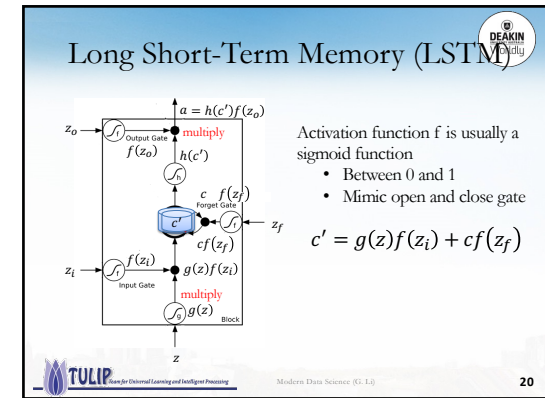 DEAKIN
Worldly
Long Short-Term Memory (LSTM)
a = h(c′)f(z_o)
z_o
f
Output Gate
multiply
f(z_o)
h(c′)
h
c f(z_f)
Forget Gate
c′
f
z_f
cf(z_f)
z_i
f
f(z_i)
g(z)f(z_i)
Input Gate
multiply
g
g(z)
Block
z
Activation function f is usually a
sigmoid function
• Between 0 and 1
• Mimic open and close gate
c′ = g(z)f(z_i) + cf(z_f)
TULIP Team for Universal Learning and Intelligent Processing
Modern Data Science (G. Li)
20